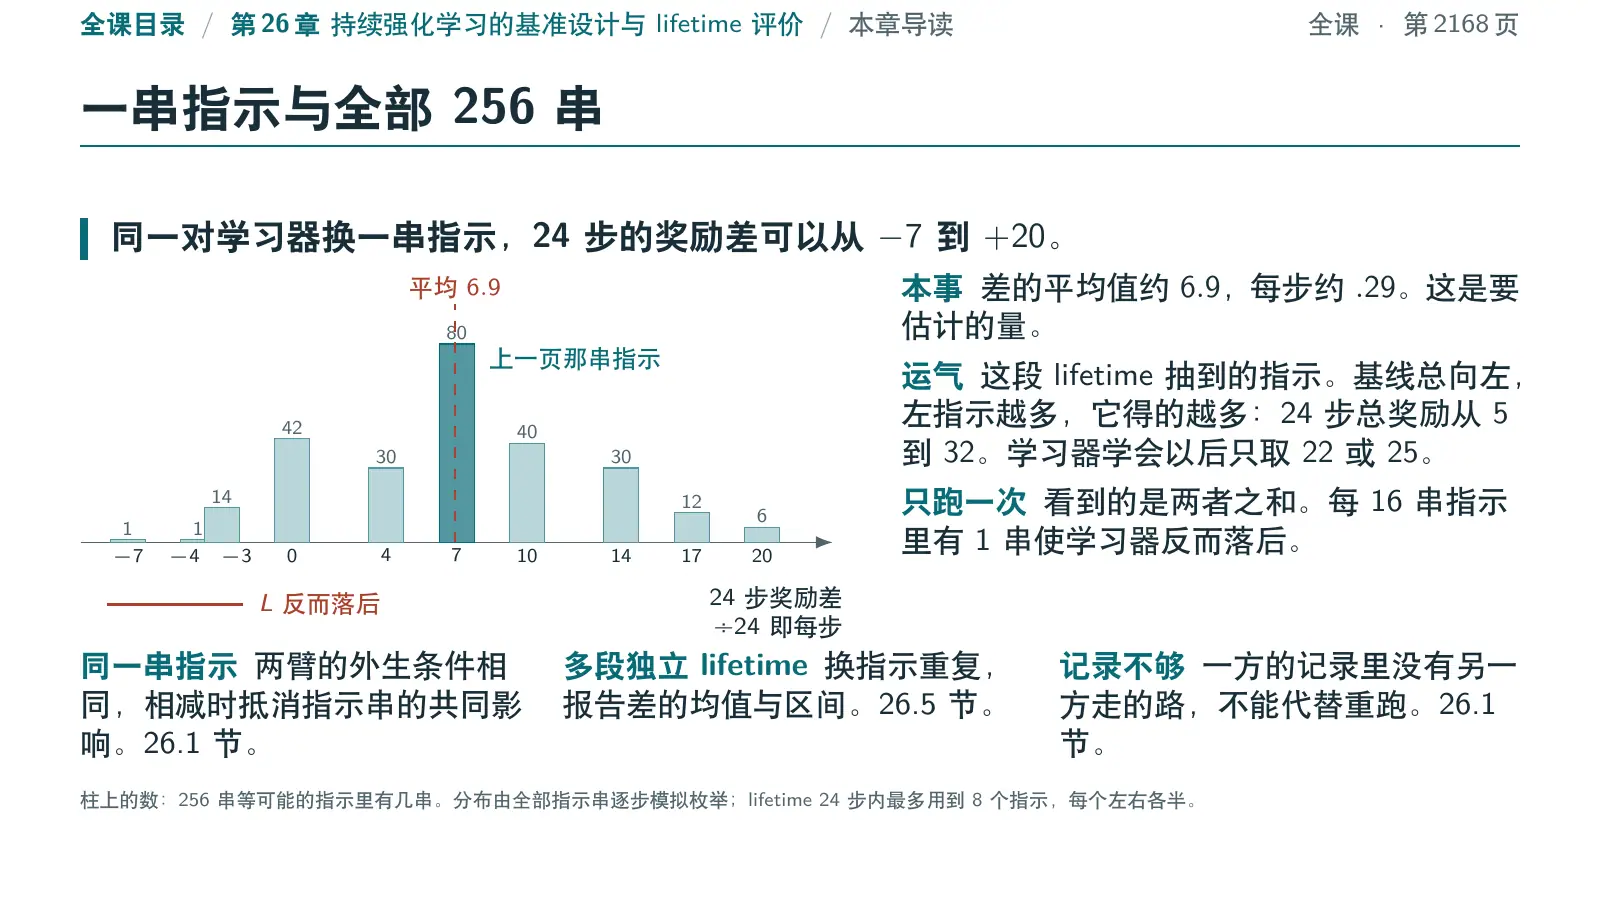 全课目录 / 第 26 章 持续强化学习的基准设计与 lifetime 评价 / 本章导读
全课 · 第 2168 页
一串指示与全部 256 串
同一对学习器换一串指示，24 步的奖励差可以从 −7 到 +20。
平均 6.9
80
上一页那串指示
42
40
30
30
14
12
6
1
1
−7 −4 −3 0 4 7 10 14 17 20
L 反而落后
24 步奖励差
÷24 即每步
本事 差的平均值约 6.9，每步约 .29。这是要
估计的量。
运气 这段 lifetime 抽到的指示。基线总向左，
左指示越多，它得的越多：24 步总奖励从 5
到 32。学习器学会以后只取 22 或 25。
只跑一次 看到的是两者之和。每 16 串指示
里有 1 串使学习器反而落后。
同一串指示 两臂的外生条件相
同，相减时抵消指示串的共同影
响。26.1 节。
多段独立 lifetime 换指示重复，
报告差的均值与区间。26.5 节。
记录不够 一方的记录里没有另一
方走的路，不能代替重跑。26.1
节。
柱上的数：256 串等可能的指示里有几串。分布由全部指示串逐步模拟枚举；lifetime 24 步内最多用到 8 个指示，每个左右各半。